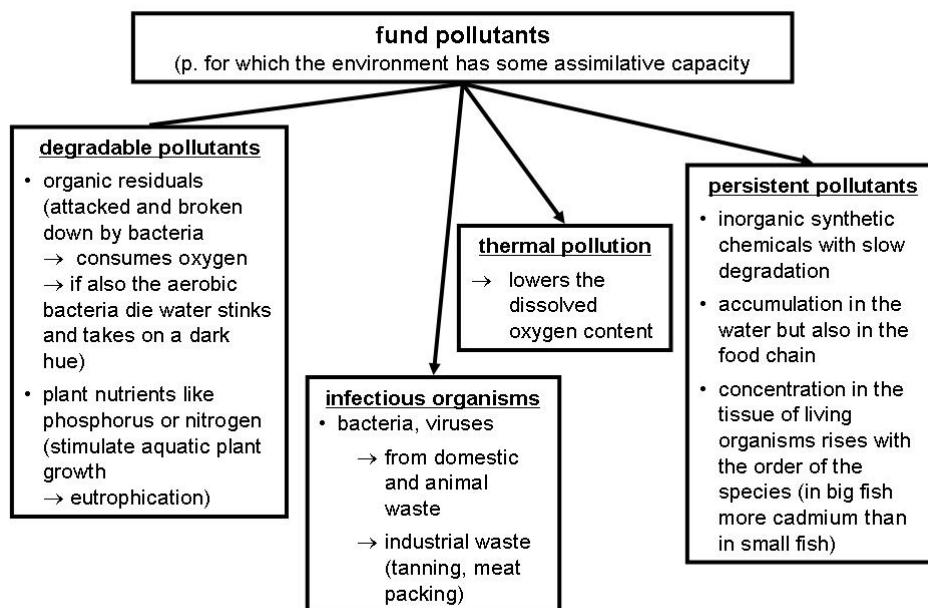 fund pollutants
(p. for which the environment has some assimilative capacity
degradable pollutants
• organic residuals
(attacked and broken
down by bacteria
→ consumes oxygen
→ if also the aerobic
bacteria die water stinks
and takes on a dark
hue)
• plant nutrients like
phosphorus or nitrogen
(stimulate aquatic plant
growth
→ eutrophication)
infectious organisms
• bacteria, viruses
→ from domestic
and animal
waste
→ industrial waste
(tanning, meat
packing)
thermal pollution
→ lowers the
dissolved
oxygen content
persistent pollutants
• inorganic synthetic
chemicals with slow
degradation
• accumulation in the
water but also in the
food chain
• concentration in the
tissue of living
organisms rises with
the order of the
species (in big fish
more cadmium than
in small fish)